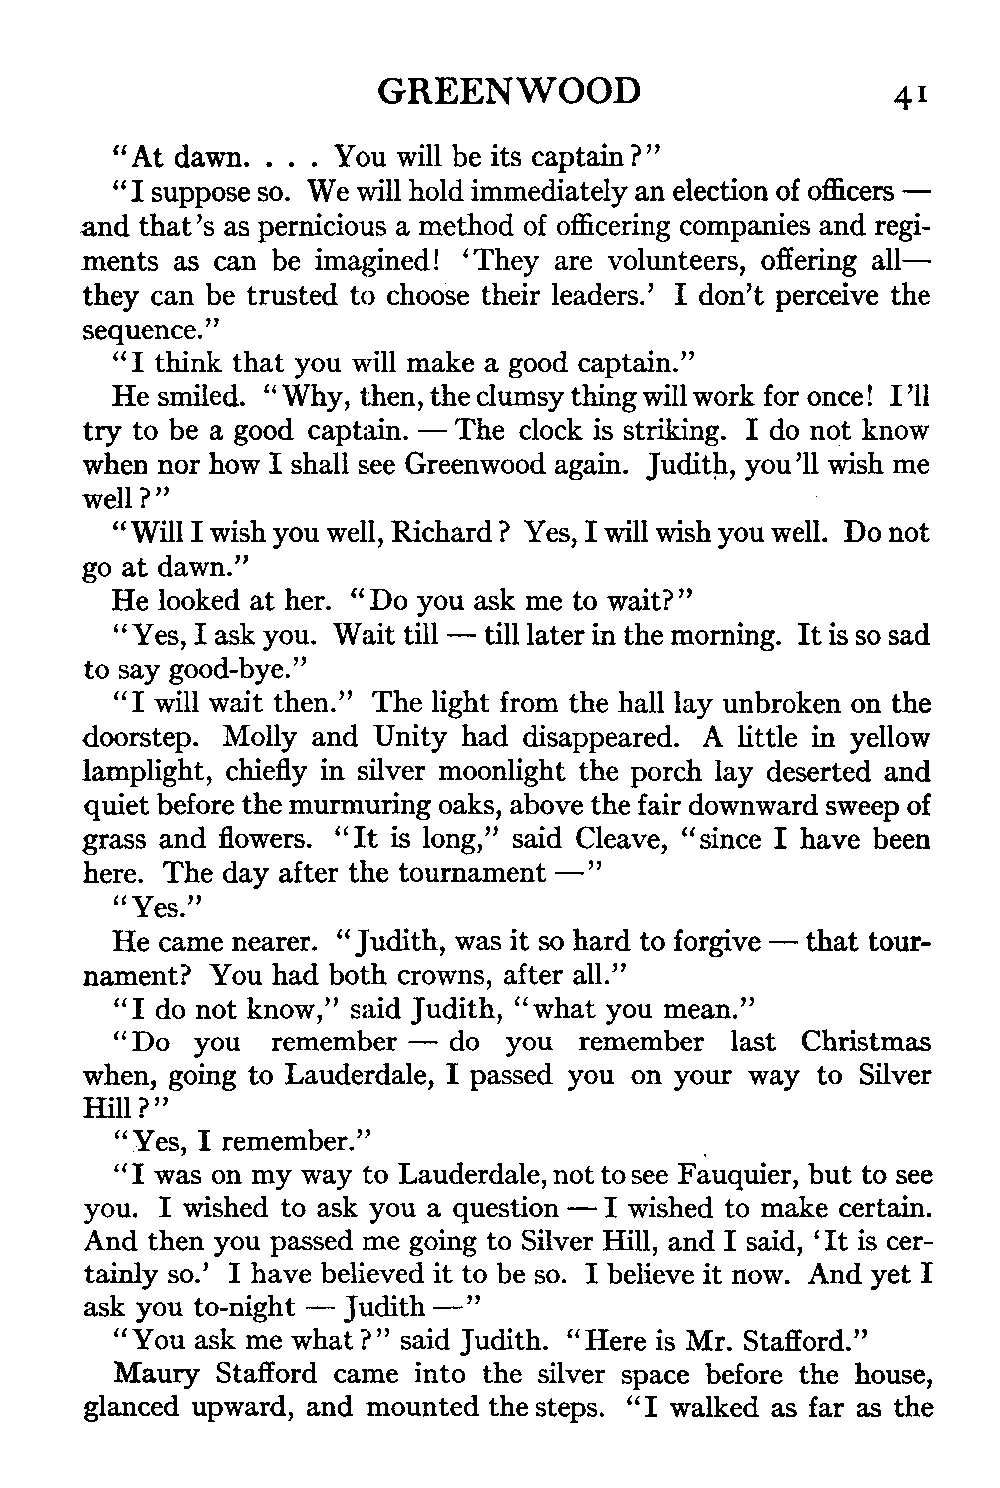 GREENWOOD 41
"At dawn. . . . You will be its captain?"
"I suppose so. We will hold immediately an election of officers —
and that's as pernicious a method of officering companies and regi-
ments as can be imagined! 'They are volunteers, offering all—
they can be trusted to choose their leaders.' I don't perceive the
sequence."
"I think that you will make a good captain."
He smiled. "Why, then, the clumsy thing will work for once! I'll
try to be a good captain. — The clock is striking. I do not know
when nor how I shall see Greenwood again. Judith, you'll wish me
well?"
"Will I wish you well, Richard? Yes, I will wish you well. Do not
go at dawn."
He looked at her. "Do you ask me to wait?"
"Yes, I ask you. Wait till — till later in the morning. It is so sad
to say good-bye."
"I will wait then." The light from the hall lay unbroken on the
doorstep. Molly and Unity had disappeared. A little in yellow
lamplight, chiefly in silver moonlight the porch lay deserted and
quiet before the murmuring oaks, above the fair downward sweep of
grass and flowers. "It is long," said Cleave, "since I have been
here. The day after the tournament —"
"Yes."
He came nearer. "Judith, was it so hard to forgive — that tour-
nament? You had both crowns, after all."
"I do not know," said Judith, "what you mean."
"Do you remember — do you remember last Christmas
when, going to Lauderdale, I passed you on your way to Silver
Hill?"
"Yes, I remember."
"I was on my way to Lauderdale, not to see Fauquier, but to see
you. I wished to ask you a question — I wished to make certain.
And then you passed me going to Silver Hill, and I said, 'It is cer-
tainly so.' I have believed it to be so. I believe it now. And yet I
ask you to-night — Judith —"
"You ask me what?" said Judith. "Here is Mr. Stafford."
Maury Stafford came into the silver space before the house,
glanced upward, and mounted the steps. "I walked as far as the